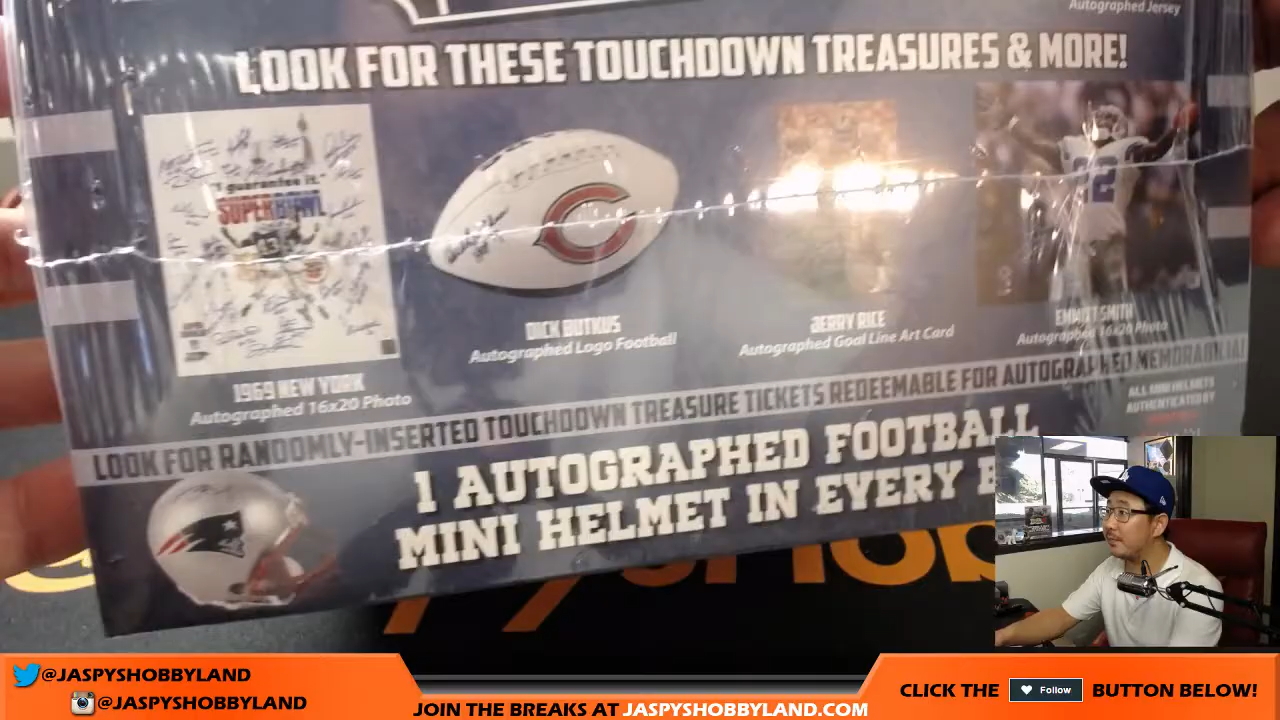 Autographed Jersey
LOOK FOR THESE TOUCHDOWN TREASURES & MORE!
"I guarantee it."
SUPER BOWL
1969 NEW YORK
Autographed 16x20 Photo
DICK BUTKUS
Autographed Logo Football
JERRY RICE
Autographed Goal Line Art Card
EMMITT SMITH
Autographed 16x20 Photo
LOOK FOR RANDOMLY-INSERTED TOUCHDOWN TREASURE TICKETS REDEEMABLE FOR AUTOGRAPHED MEMORABILIA!
ALL MINI HELMETS
AUTHENTICATED BY
1 AUTOGRAPHED FOOTBALL
MINI HELMET IN EVERY
@JASPYSHOBBYLAND
@JASPYSHOBBYLAND
JOIN THE BREAKS AT JASPYSHOBBYLAND.COM
CLICK THE Follow BUTTON BELOW!